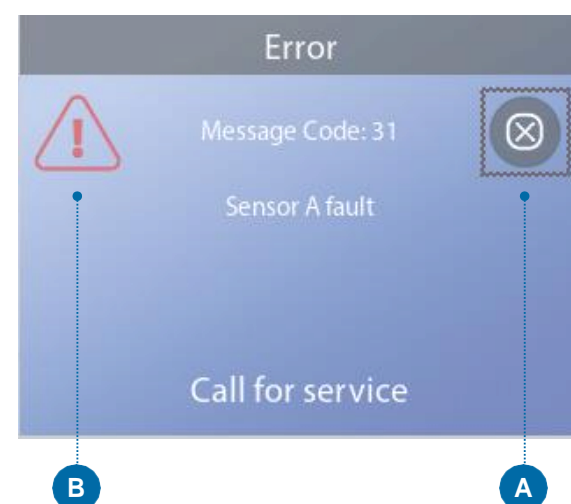 Error
Message Code: 31
Sensor A fault
Call for service
B
A